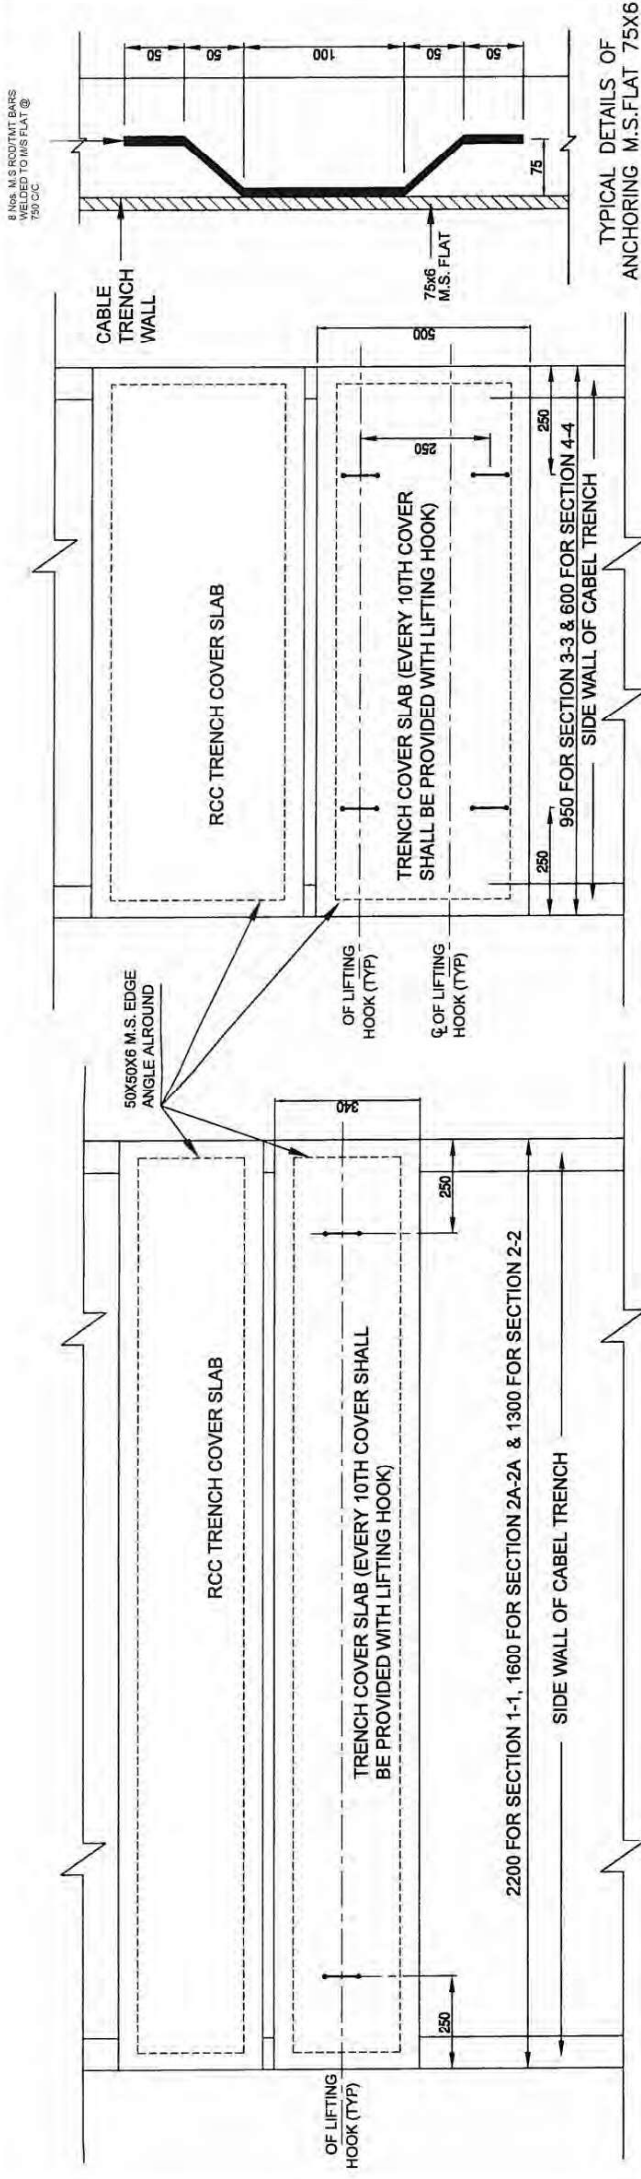 50X50X6 M.S. EDGE
ANGLE ALROUND
RCC TRENCH COVER SLAB
TRENCH COVER SLAB (EVERY 10TH COVER SHALL
BE PROVIDED WITH LIFTING HOOK)
OF LIFTING
HOOK (TYP)
340
250
250
2200 FOR SECTION 1-1, 1600 FOR SECTION 2A-2A & 1300 FOR SECTION 2-2
SIDE WALL OF CABEL TRENCH
RCC TRENCH COVER SLAB
TRENCH COVER SLAB (EVERY 10TH COVER
SHALL BE PROVIDED WITH LIFTING HOOK)
OF LIFTING
HOOK (TYP)
℄ OF LIFTING
HOOK (TYP)
500
250
250
250
950 FOR SECTION 3-3 & 600 FOR SECTION 4-4
SIDE WALL OF CABEL TRENCH
8 Nos. M.S ROD/TMT BARS
WELDED TO M/S FLAT @
750 C/C
CABLE
TRENCH
WALL
50
50
100
50
50
75
75x6
M.S. FLAT
TYPICAL DETAILS OF
ANCHORING M.S.FLAT 75X6